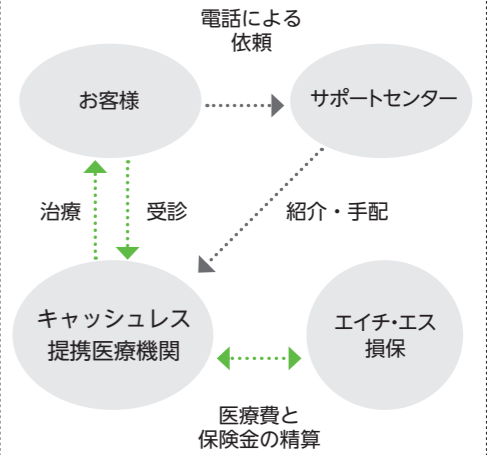 電話による
依頼
お客様
サポートセンター
治療
受診
紹介・手配
キャッシュレス
提携医療機関
エイチ・エス
損保
医療費と
保険金の精算